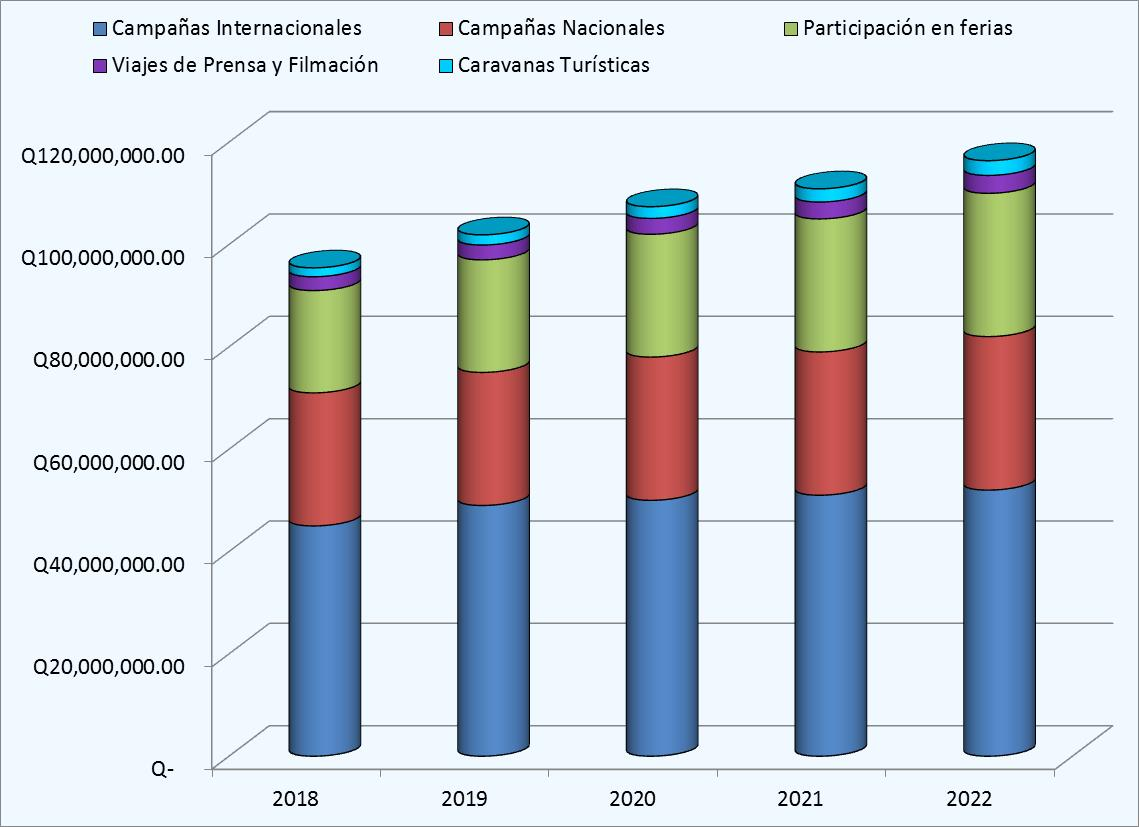 Campañas Internacionales Campañas Nacionales Participación en ferias
Viajes de Prensa y Filmación Caravanas Turísticas
Q120,000,000.00
Q100,000,000.00
Q80,000,000.00
Q60,000,000.00
Q40,000,000.00
Q20,000,000.00
Q-
2018 2019 2020 2021 2022